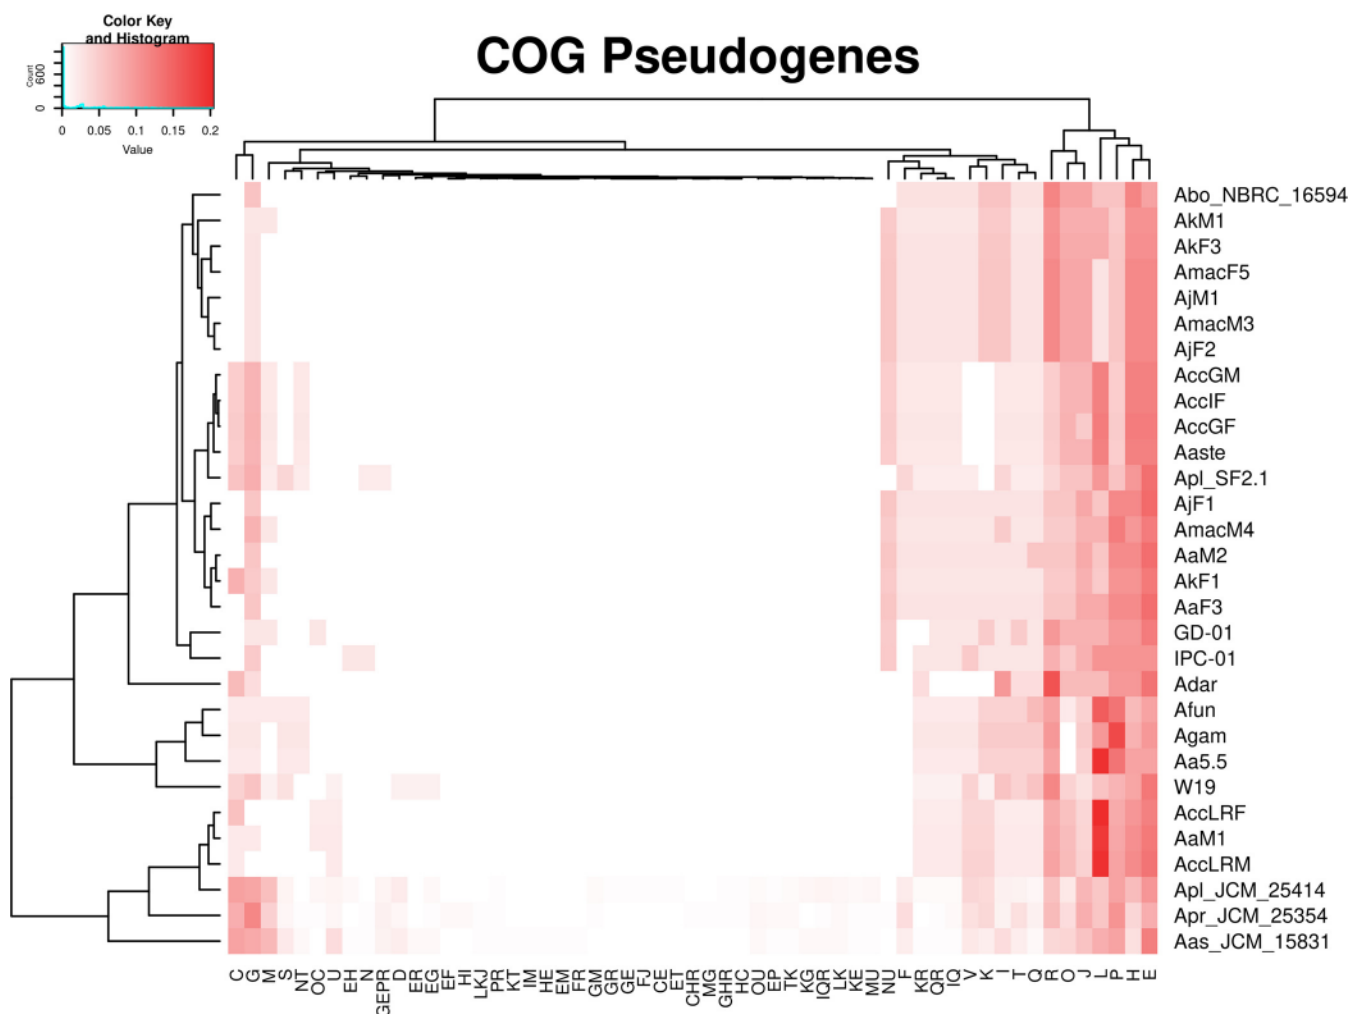 Color Key
and Histogram
COG Pseudogenes
Count
0 600
0 0.05 0.1 0.15 0.2
Value
Abo_NBRC_16594
AkM1
AkF3
AmacF5
AjM1
AmacM3
AjF2
AccGM
AccIF
AccGF
Aaste
Apl_SF2.1
AjF1
AmacM4
AaM2
AkF1
AaF3
GD-01
IPC-01
Adar
Afun
Agam
Aa5.5
W19
AccLRF
AaM1
AccLRM
Apl_JCM_25414
Apr_JCM_25354
Aas_JCM_15831
C G M S NT OC U EH N GEPR D ER EG EF HI LKJ PR KT IM HE EM FR GM GR GE FJ CE ET CHR MG GHR HC OU EP TK KG IQR LK KE MU NU F KR QR IQ V K I T Q R O J L P H E